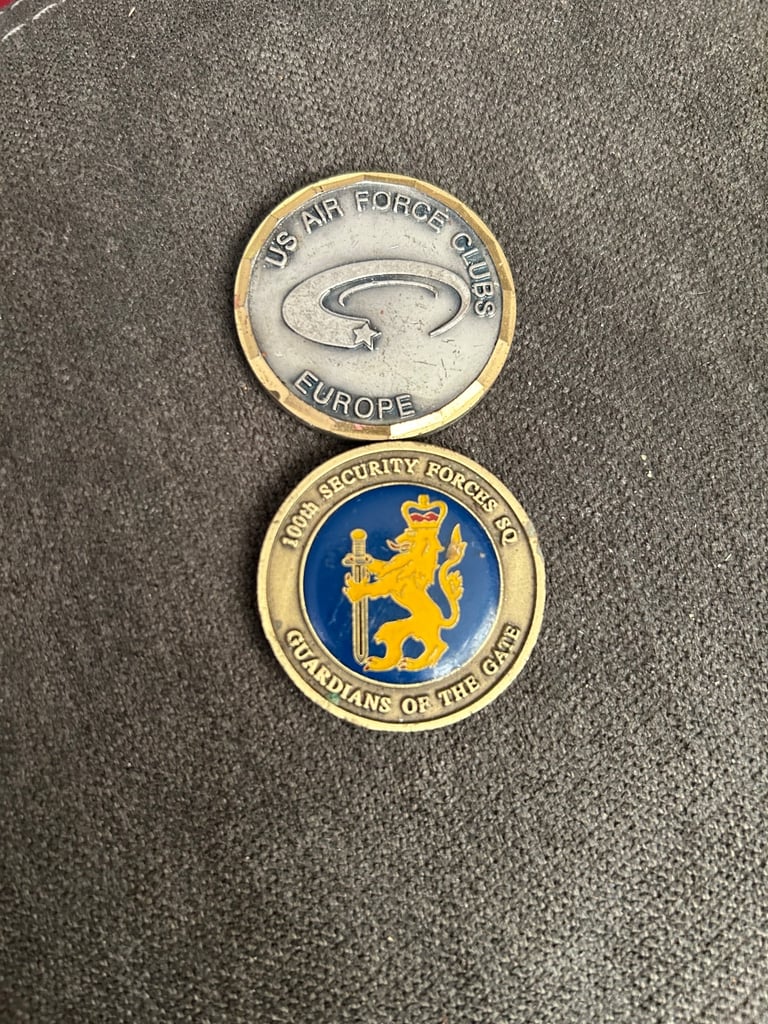 US AIR FORCE CLUBS
EUROPE
100th SECURITY FORCES SQ
GUARDIANS OF THE GATE